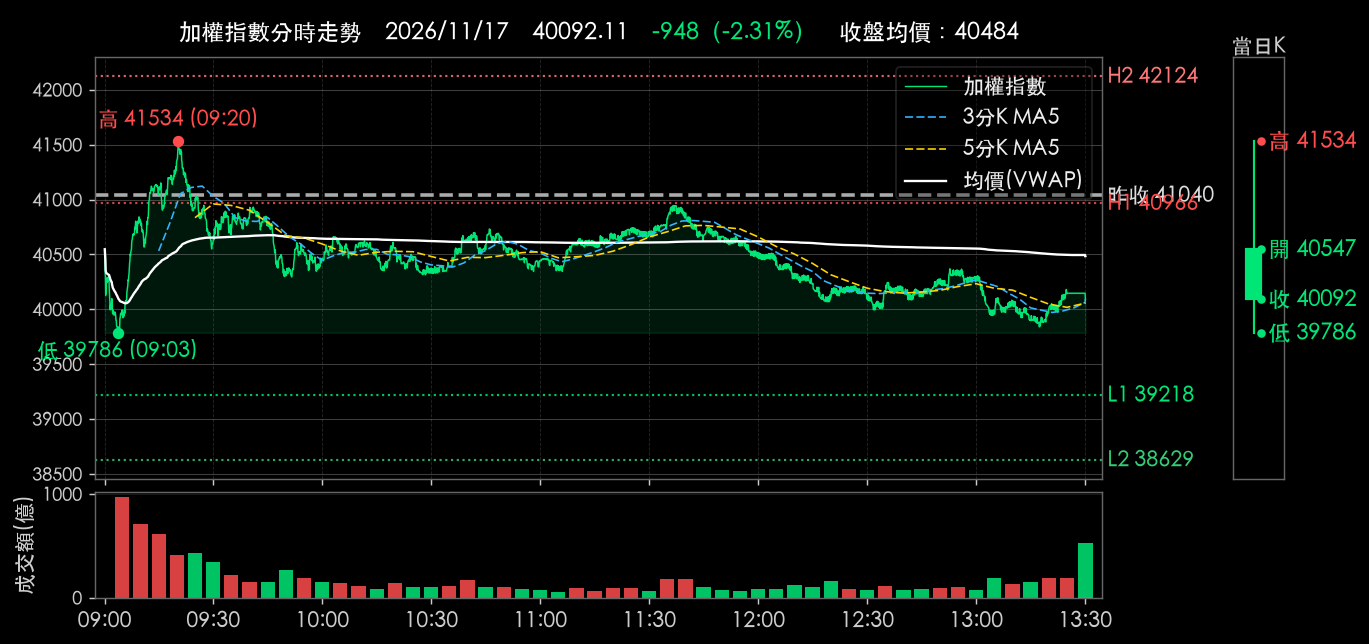 加權指數分時走勢 2026/11/17 40092.11 -948 (-2.31%) 收盤均價：40484
當日K
H2 42124
加權指數
3分K MA5
5分K MA5
均價(VWAP)
42000
41500
41000
40500
40000
39500
39000
38500
高 41534 (09:20)
低 39786 (09:03)
昨收 41040
H1 40966
L1 39218
L2 38629
高 41534
開 40547
收 40092
低 39786
成交額(億)
1000
0
09:00 09:30 10:00 10:30 11:00 11:30 12:00 12:30 13:00 13:30